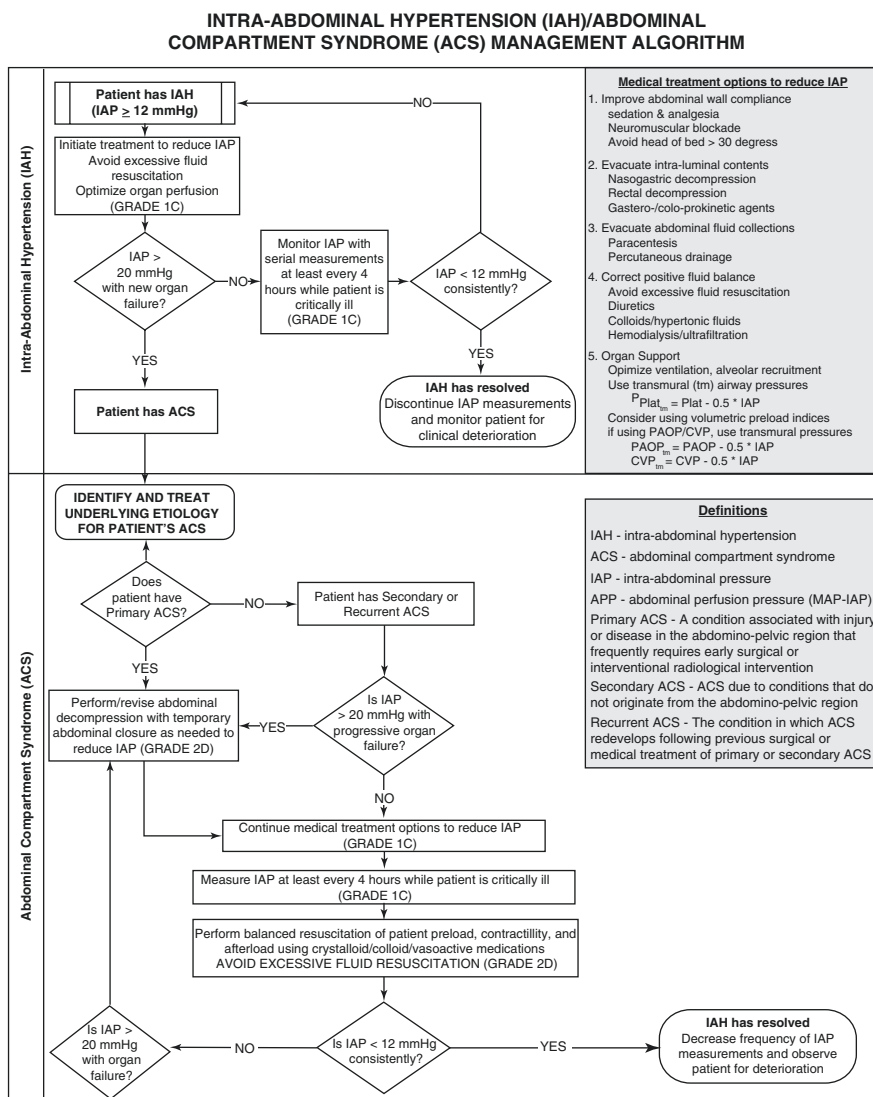 INTRA-ABDOMINAL HYPERTENSION (IAH)/ABDOMINAL
COMPARTMENT SYNDROME (ACS) MANAGEMENT ALGORITHM
Intra-Abdominal Hypertension (IAH)
Patient has IAH
(IAP ≥ 12 mmHg)
NO
Initiate treatment to reduce IAP
Avoid excessive fluid
resuscitation
Optimize organ perfusion
(GRADE 1C)
IAP >
20 mmHg
with new organ
failure?
NO
Monitor IAP with
serial measurements
at least every 4
hours while patient is
critically ill
(GRADE 1C)
IAP < 12 mmHg
consistently?
YES
YES
Patient has ACS
IAH has resolved
Discontinue IAP measurements
and monitor patient for
clinical deterioration
Medical treatment options to reduce IAP
1. Improve abdominal wall compliance
sedation & analgesia
Neuromuscular blockade
Avoid head of bed > 30 degress
2. Evacuate intra-luminal contents
Nasogastric decompression
Rectal decompression
Gastero-/colo-prokinetic agents
3. Evacuate abdominal fluid collections
Paracentesis
Percutaneous drainage
4. Correct positive fluid balance
Avoid excessive fluid resuscitation
Diuretics
Colloids/hypertonic fluids
Hemodialysis/ultrafiltration
5. Organ Support
Opimize ventilation, alveolar recruitment
Use transmural (tm) airway pressures
PPlattm = Plat - 0.5 * IAP
Consider using volumetric preload indices
if using PAOP/CVP, use transmural pressures
PAOPtm = PAOP - 0.5 * IAP
CVPtm = CVP - 0.5 * IAP
Abdominal Compartment Syndrome (ACS)
IDENTIFY AND TREAT
UNDERLYING ETIOLOGY
FOR PATIENT'S ACS
Does
patient have
Primary ACS?
NO
Patient has Secondary or
Recurrent ACS
YES
Perform/revise abdominal
decompression with temporary
abdominal closure as needed to
reduce IAP (GRADE 2D)
YES
Is IAP
> 20 mmHg with
progressive organ
failure?
NO
Continue medical treatment options to reduce IAP
(GRADE 1C)
Measure IAP at least every 4 hours while patient is critically ill
(GRADE 1C)
Perform balanced resuscitation of patient preload, contractillity, and
afterload using crystalloid/colloid/vasoactive medications
AVOID EXCESSIVE FLUID RESUSCITATION (GRADE 2D)
Is IAP >
20 mmHg
with organ
failure?
NO
Is IAP < 12 mmHg
consistently?
YES
IAH has resolved
Decrease frequency of IAP
measurements and observe
patient for deterioration
Definitions
IAH - intra-abdominal hypertension
ACS - abdominal compartment syndrome
IAP - intra-abdominal pressure
APP - abdominal perfusion pressure (MAP-IAP)
Primary ACS - A condition associated with injury
or disease in the abdomino-pelvic region that
frequently requires early surgical or
interventional radiological intervention
Secondary ACS - ACS due to conditions that do
not originate from the abdomino-pelvic region
Recurrent ACS - The condition in which ACS
redevelops following previous surgical or
medical treatment of primary or secondary ACS